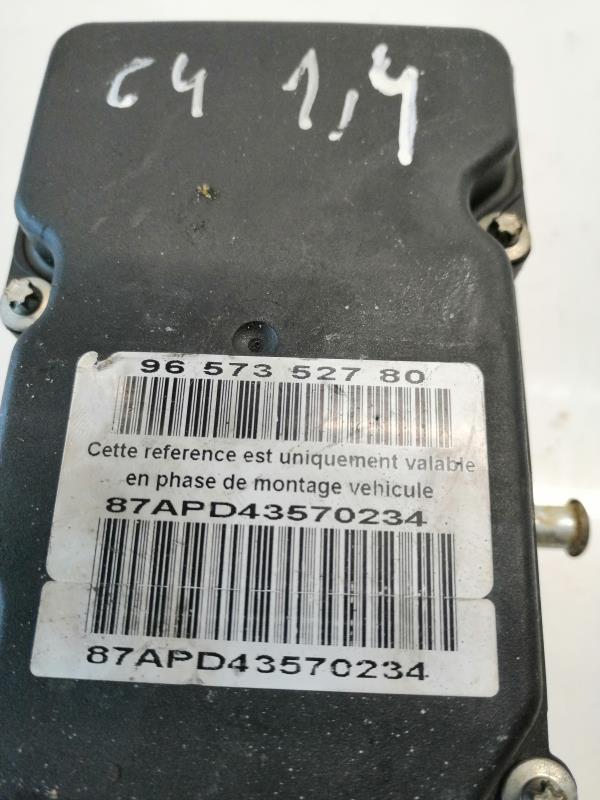 C4 1,4
96 573 527 80
Cette reference est uniquement valable
en phase de montage vehicule
87APD43570234
87APD43570234